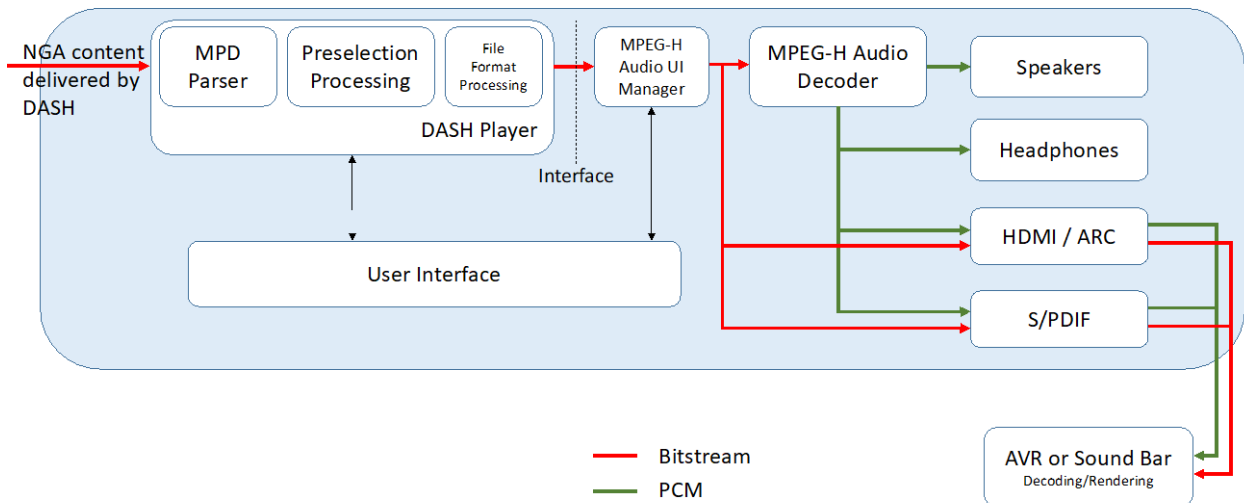 NGA content
delivered by
DASH
MPD
Parser
Preselection
Processing
File
Format
Processing
DASH Player
Interface
MPEG-H
Audio UI
Manager
MPEG-H Audio
Decoder
Speakers
Headphones
HDMI / ARC
S/PDIF
User Interface
AVR or Sound Bar
Decoding/Rendering
Bitstream
PCM